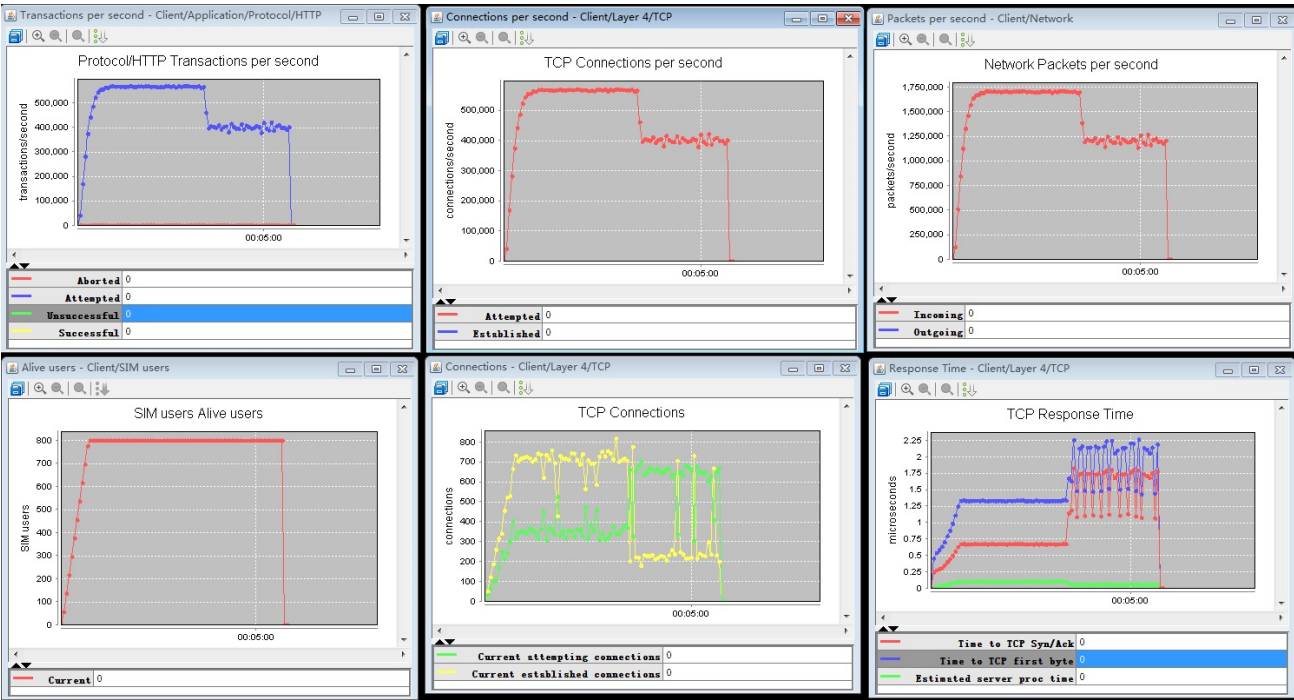 Transactions per second - Client/Application/Protocol/HTTP
Protocol/HTTP Transactions per second
transactions/second
500,000
400,000
300,000
200,000
100,000
0
00:05:00
Aborted 0
Attempted 0
Unsuccessful 0
Successful 0
Connections per second - Client/Layer 4/TCP
TCP Connections per second
connections/second
500,000
400,000
300,000
200,000
100,000
0
00:05:00
Attempted 0
Established 0
Packets per second - Client/Network
Network Packets per second
packets/second
1,750,000
1,500,000
1,250,000
1,000,000
750,000
500,000
250,000
0
00:05:00
Incoming 0
Outgoing 0
Alive users - Client/SIM users
SIM users Alive users
SIM users
800
700
600
500
400
300
200
100
0
00:05:00
Current 0
Connections - Client/Layer 4/TCP
TCP Connections
connections
800
700
600
500
400
300
200
100
0
00:05:00
Current attempting connections 0
Current established connections 0
Response Time - Client/Layer 4/TCP
TCP Response Time
microseconds
2.25
2
1.75
1.5
1.25
1
0.75
0.5
0.25
0
00:05:00
Time to TCP Syn/Ack 0
Time to TCP first byte 0
Estimated server proc time 0